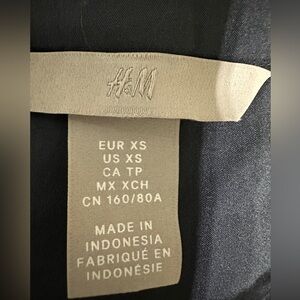 H&M
EUR XS
US XS
CA TP
MX XCH
CN 160/80A
MADE IN
INDONESIA
FABRIQUÉ EN
INDONÉSIE